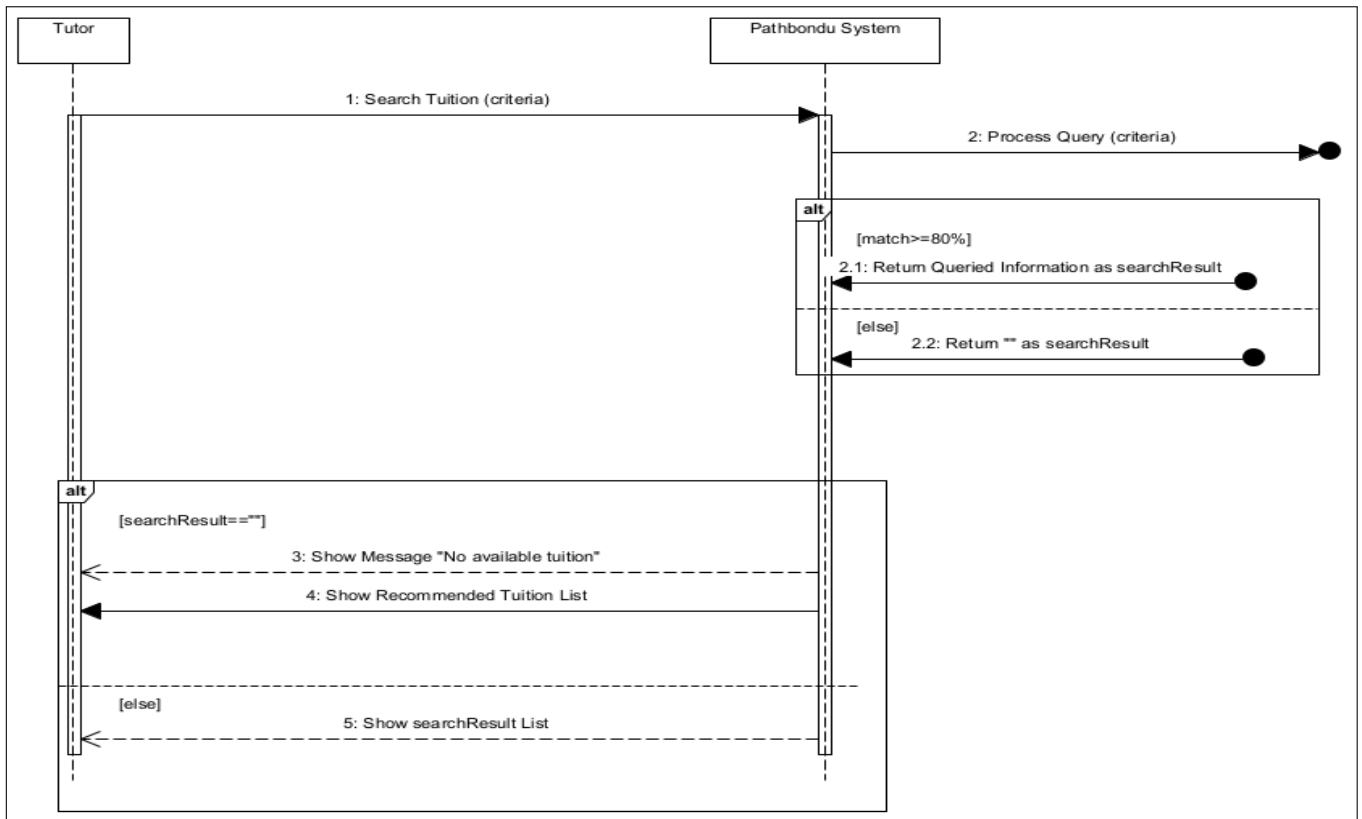 Tutor
Pathbondu System
1: Search Tuition (criteria)
2: Process Query (criteria)
alt
[match>=80%]
2.1: Return Queried Information as searchResult
[else]
2.2: Return "" as searchResult
alt
[searchResult==""]
3: Show Message "No available tuition"
4: Show Recommended Tuition List
[else]
5: Show searchResult List